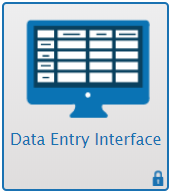 Data Entry Interface